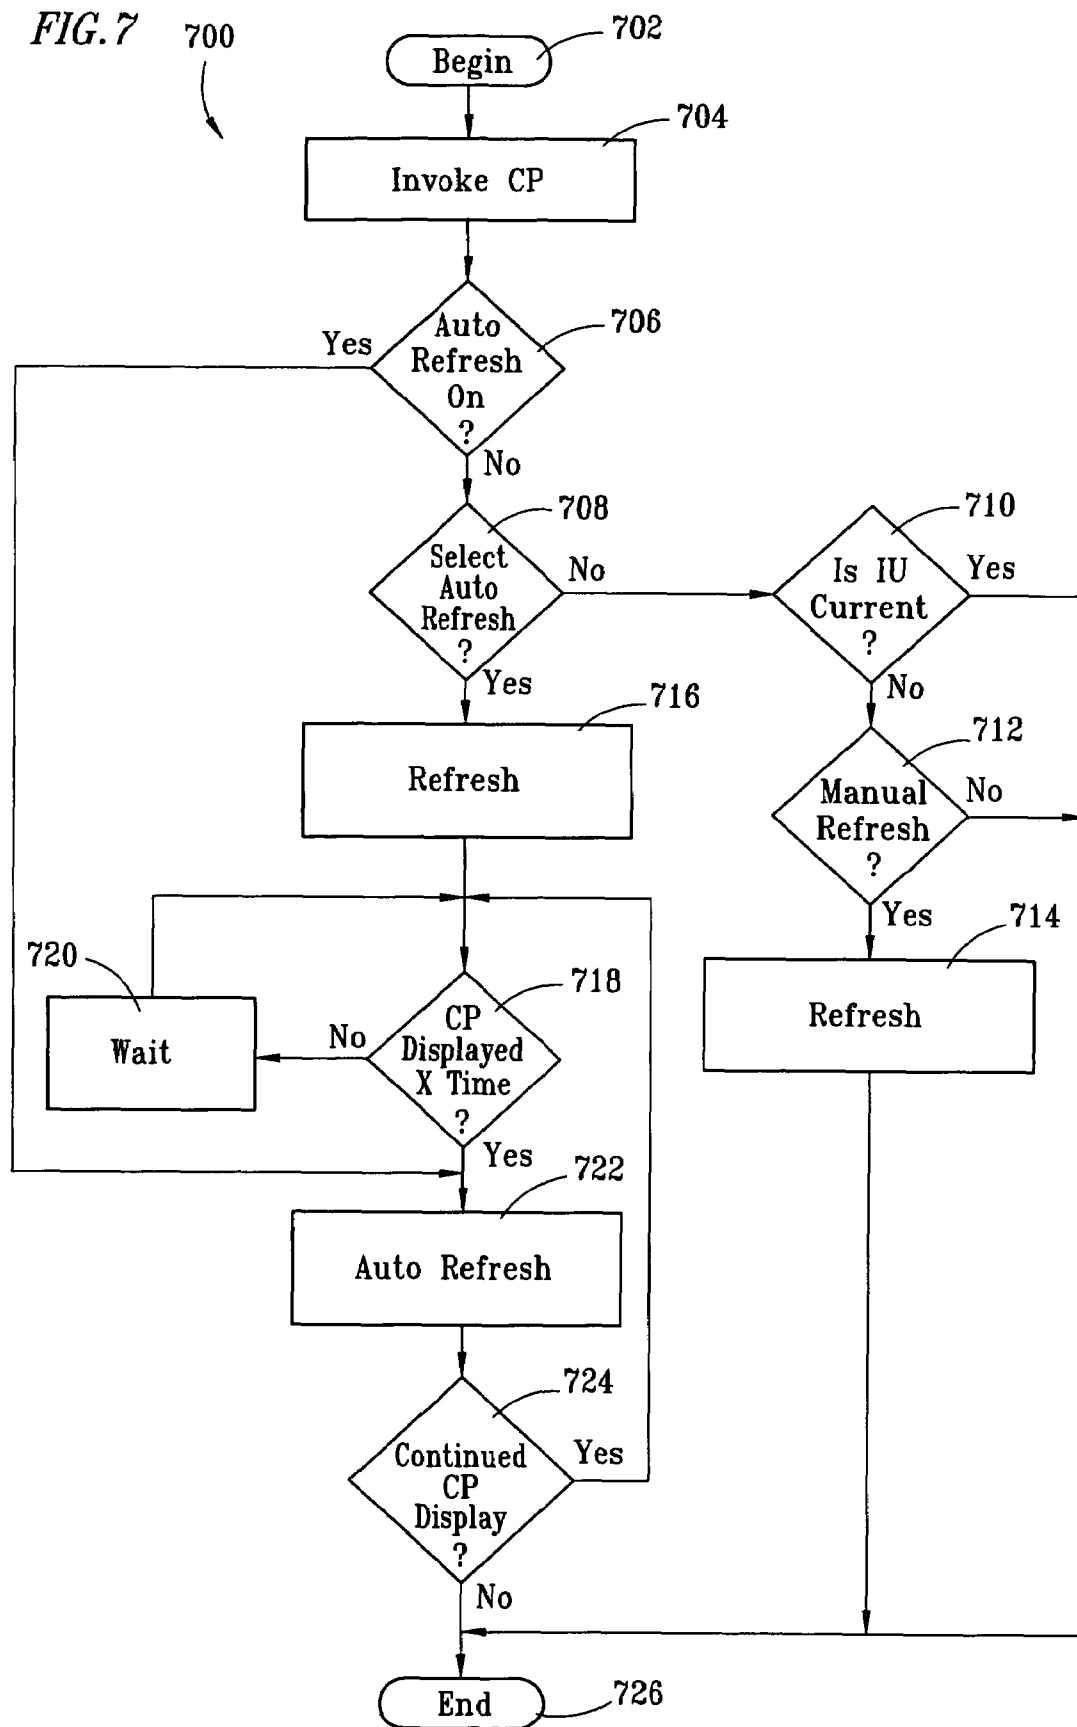 FIG. 7
700
702
Begin
704
Invoke CP
706
Yes
Auto
Refresh
On
?
No
708
710
Select
Auto
Refresh
?
No
Is IU
Current
?
Yes
Yes
No
716
712
Refresh
Manual
Refresh
?
No
Yes
714
720
718
Refresh
Wait
No
CP
Displayed
X Time
?
Yes
722
Auto Refresh
724
Continued
CP
Display
?
Yes
No
End
726